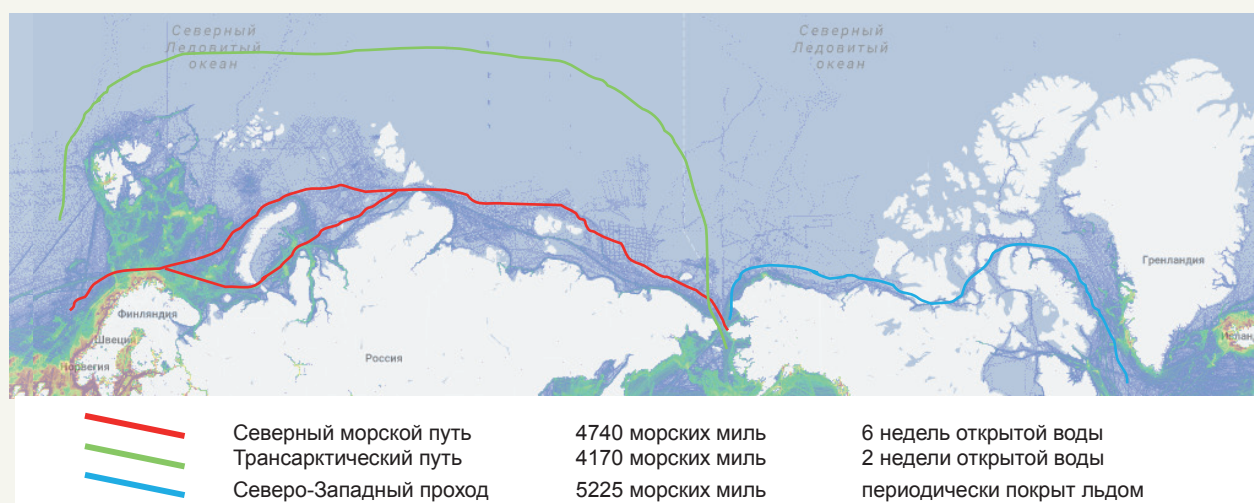 Северный
Ледовитый
океан
Северный
Ледовитый
океан
Гренландия
Финляндия
Швеция
Норвегия
Россия
Северный морской путь 4740 морских миль 6 недель открытой воды
Трансарктический путь 4170 морских миль 2 недели открытой воды
Северо-Западный проход 5225 морских миль периодически покрыт льдом